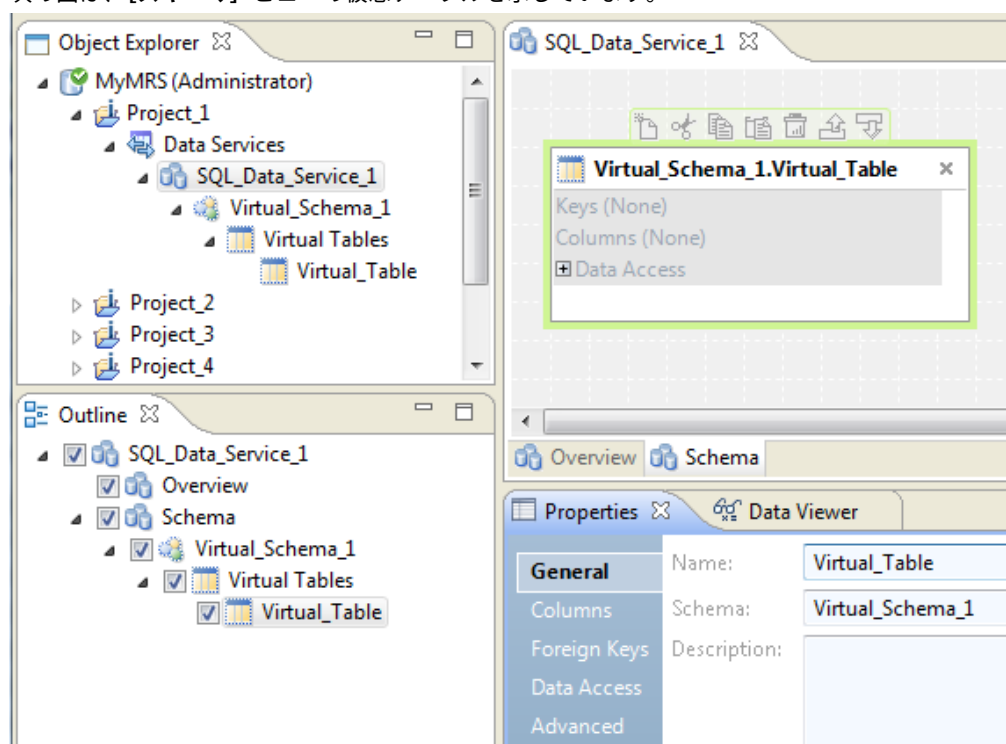 Object Explorer
MyMRS (Administrator)
Project_1
Data Services
SQL_Data_Service_1
Virtual_Schema_1
Virtual Tables
Virtual_Table
Project_2
Project_3
Project_4
Outline
SQL_Data_Service_1
Overview
Schema
Virtual_Schema_1
Virtual Tables
Virtual_Table
SQL_Data_Service_1
Virtual_Schema_1.Virtual_Table
Keys (None)
Columns (None)
Data Access
Overview
Schema
Properties
Data Viewer
General
Columns
Foreign Keys
Data Access
Advanced
Name: Virtual_Table
Schema: Virtual_Schema_1
Description: